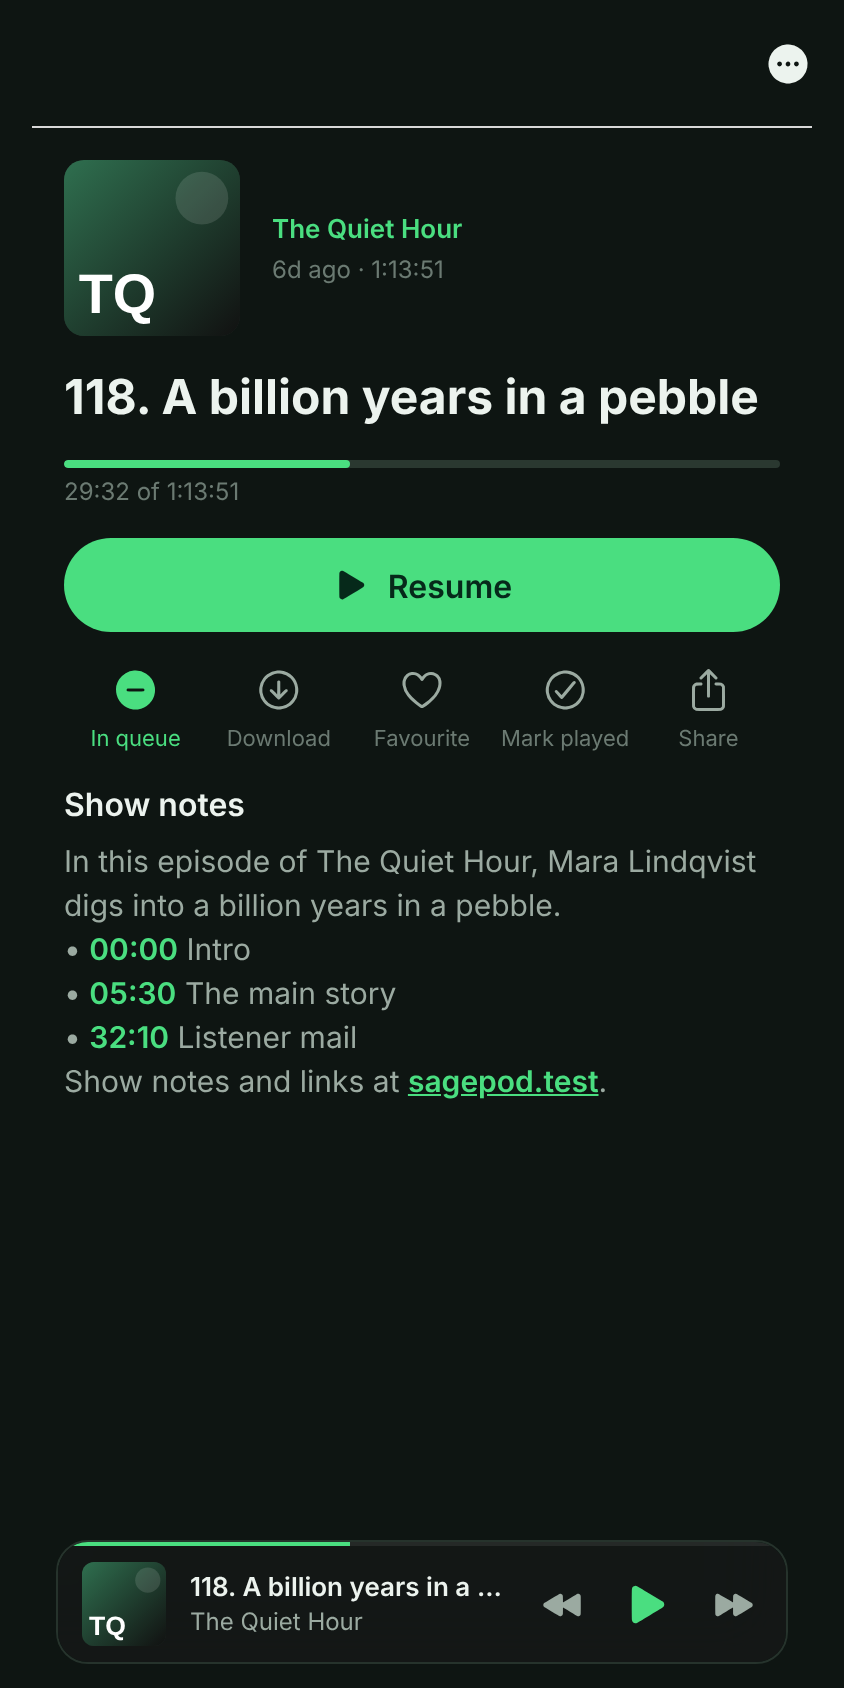 TQ
The Quiet Hour
6d ago · 1:13:51
118. A billion years in a pebble
29:32 of 1:13:51
Resume
In queue
Download
Favourite
Mark played
Share
Show notes
In this episode of The Quiet Hour, Mara Lindqvist
digs into a billion years in a pebble.
• 00:00 Intro
• 05:30 The main story
• 32:10 Listener mail
Show notes and links at sagepod.test.
TQ
118. A billion years in a ...
The Quiet Hour